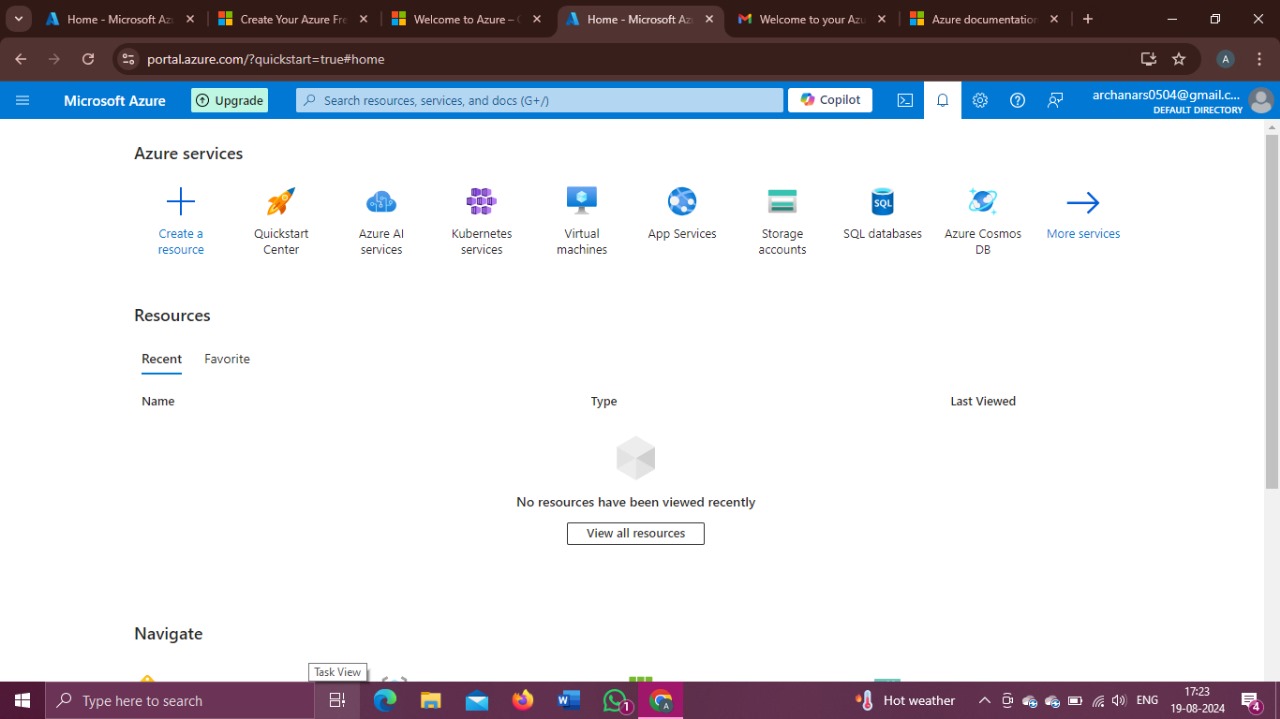 Home - Microsoft Az
Create Your Azure Fre
Welcome to Azure – C
Home - Microsoft Az
Welcome to your Azu
Azure documentation
portal.azure.com/?quickstart=true#home
A
Microsoft Azure
Upgrade
Search resources, services, and docs (G+/)
Copilot
archanars0504@gmail.c...
DEFAULT DIRECTORY
Azure services
Create a resource
Quickstart Center
Azure AI services
Kubernetes services
Virtual machines
App Services
Storage accounts
SQL
SQL databases
Azure Cosmos DB
More services
Resources
Recent
Favorite
Name
Type
Last Viewed
No resources have been viewed recently
View all resources
Navigate
Task View
Type here to search
1
A
Hot weather
ENG
17:23
19-08-2024
4